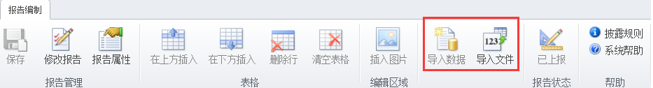 报告编制
保存 修改报告 报告属性 在上方插入 在下方插入 删除行 清空表格 插入图片 导入数据 123 导入文件 已上报 披露规则
系统帮助
报告管理 表格 编辑区域 报告状态 帮助